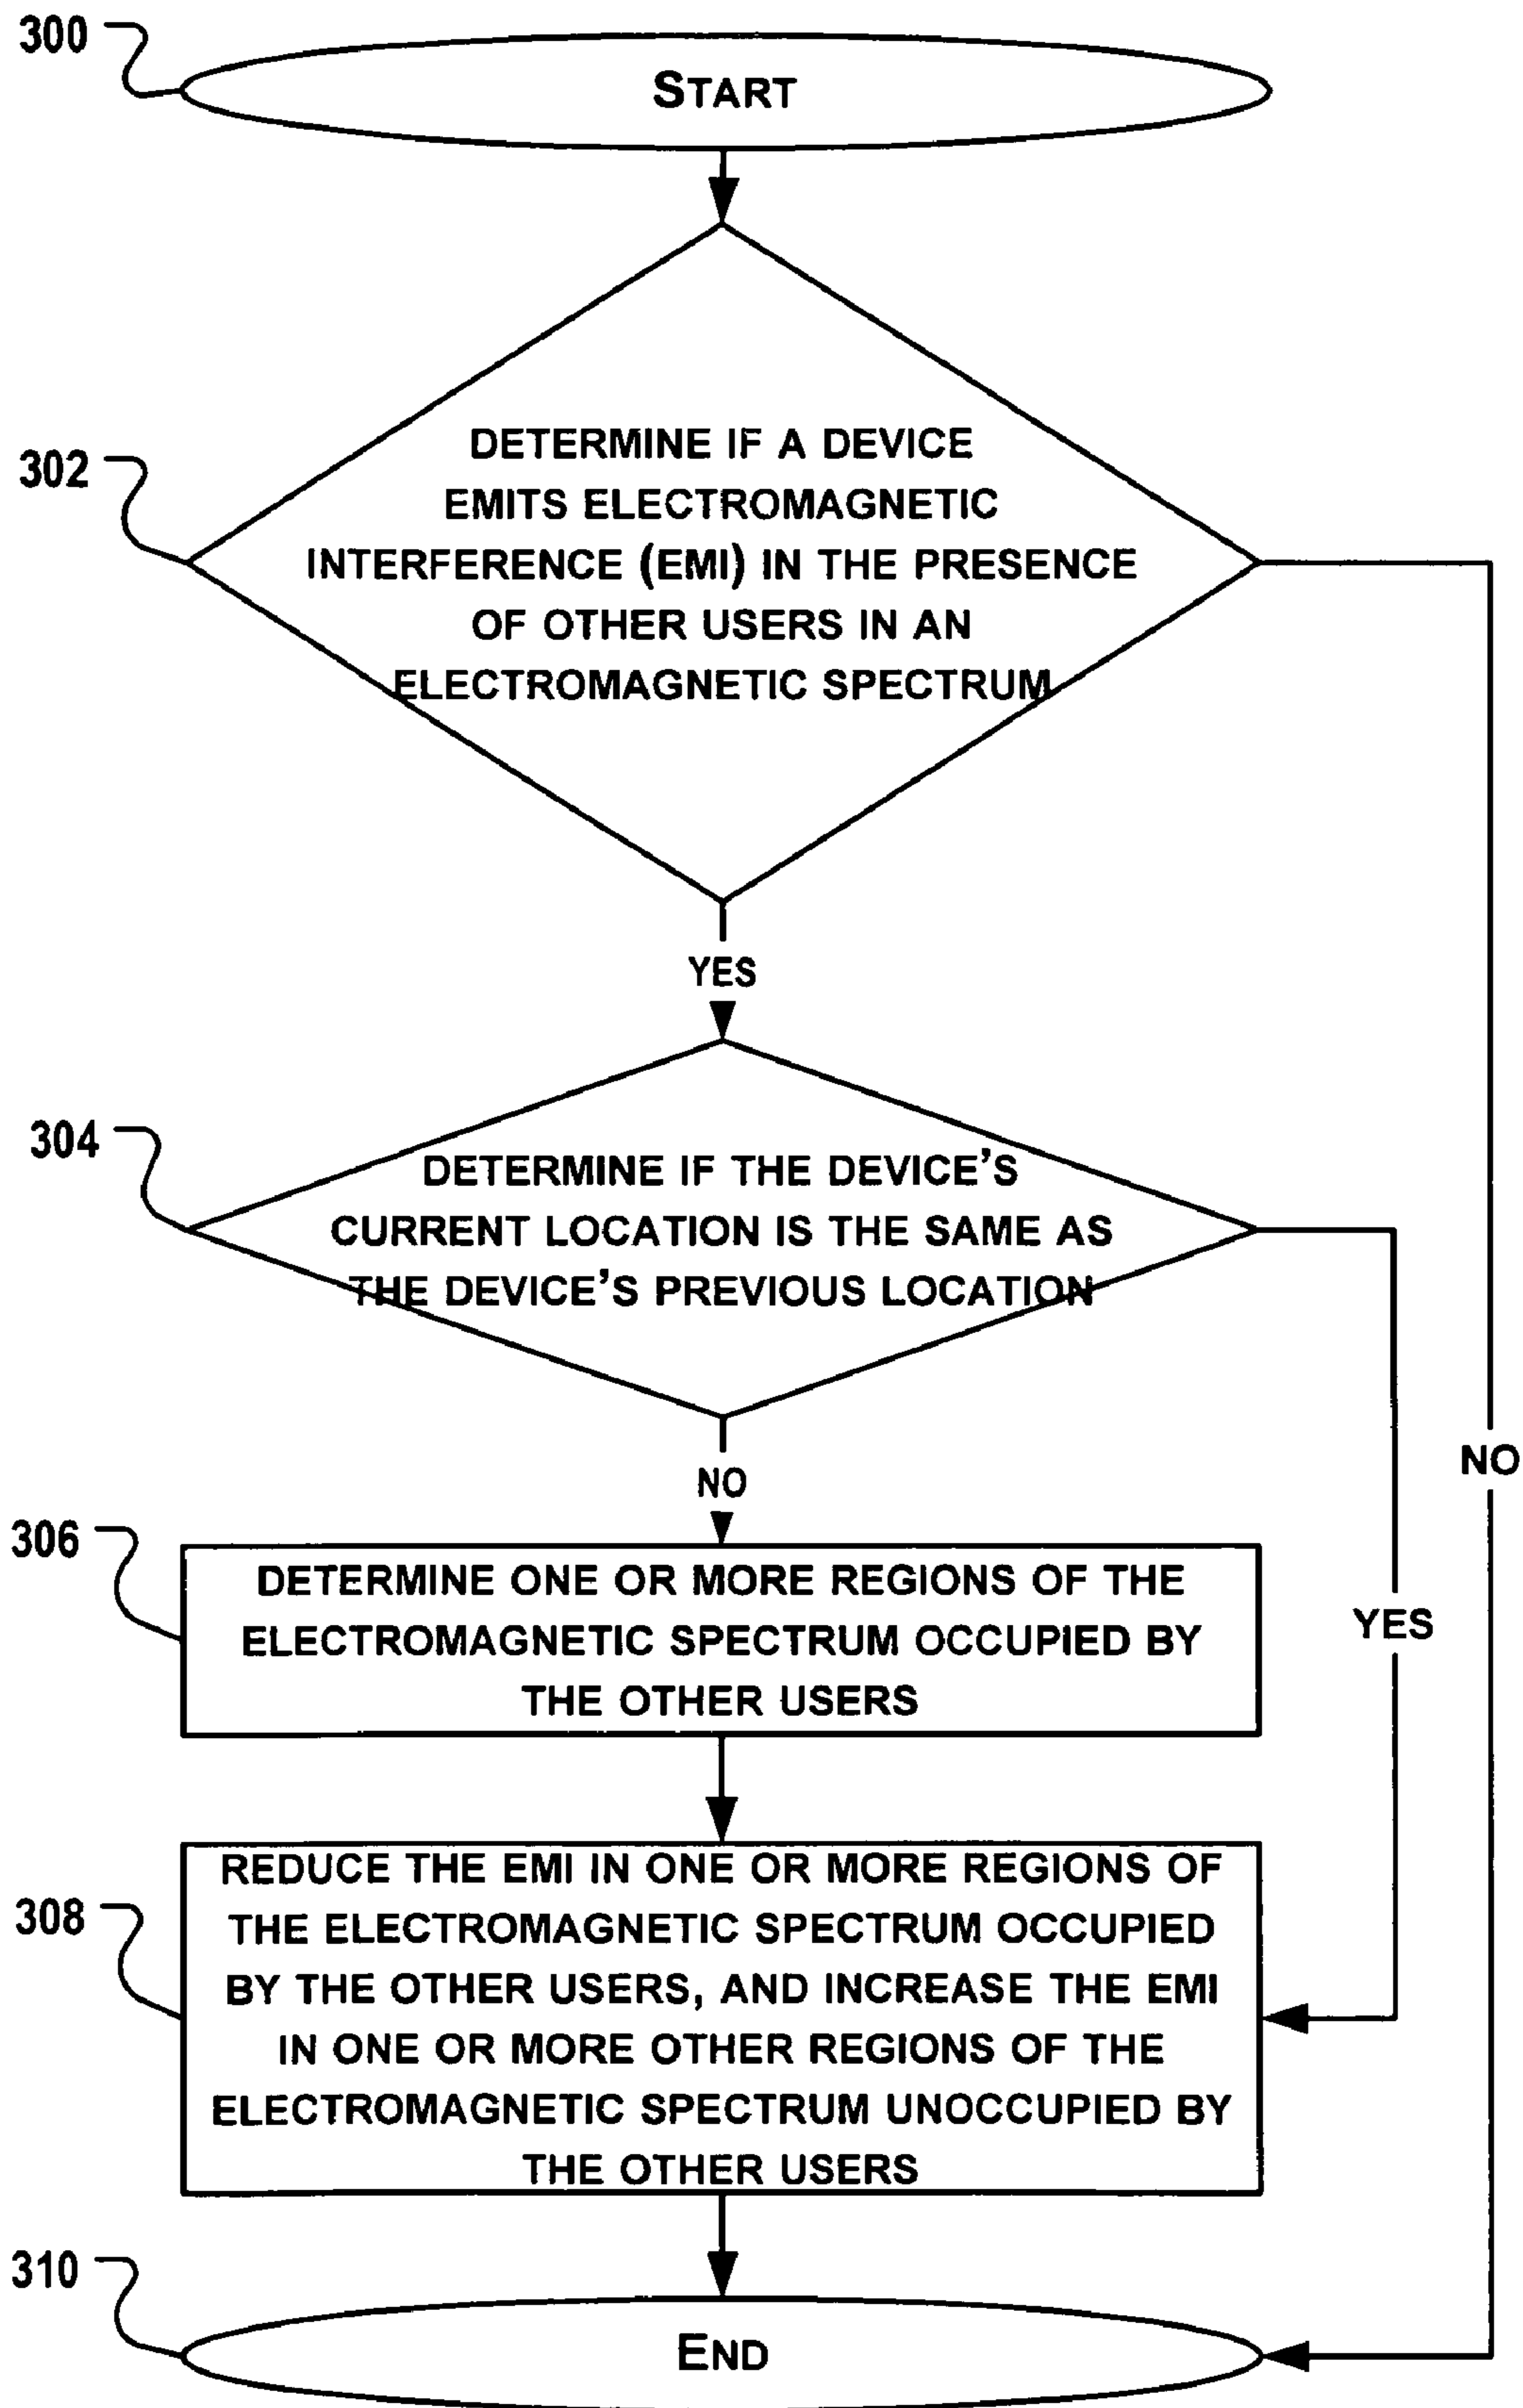 300
START
302
DETERMINE IF A DEVICE
EMITS ELECTROMAGNETIC
INTERFERENCE (EMI) IN THE PRESENCE
OF OTHER USERS IN AN
ELECTROMAGNETIC SPECTRUM
YES
304
DETERMINE IF THE DEVICE'S
CURRENT LOCATION IS THE SAME AS
THE DEVICE'S PREVIOUS LOCATION
NO
NO
306
DETERMINE ONE OR MORE REGIONS OF THE
ELECTROMAGNETIC SPECTRUM OCCUPIED BY
THE OTHER USERS
YES
308
REDUCE THE EMI IN ONE OR MORE REGIONS OF
THE ELECTROMAGNETIC SPECTRUM OCCUPIED
BY THE OTHER USERS, AND INCREASE THE EMI
IN ONE OR MORE OTHER REGIONS OF THE
ELECTROMAGNETIC SPECTRUM UNOCCUPIED BY
THE OTHER USERS
310
END